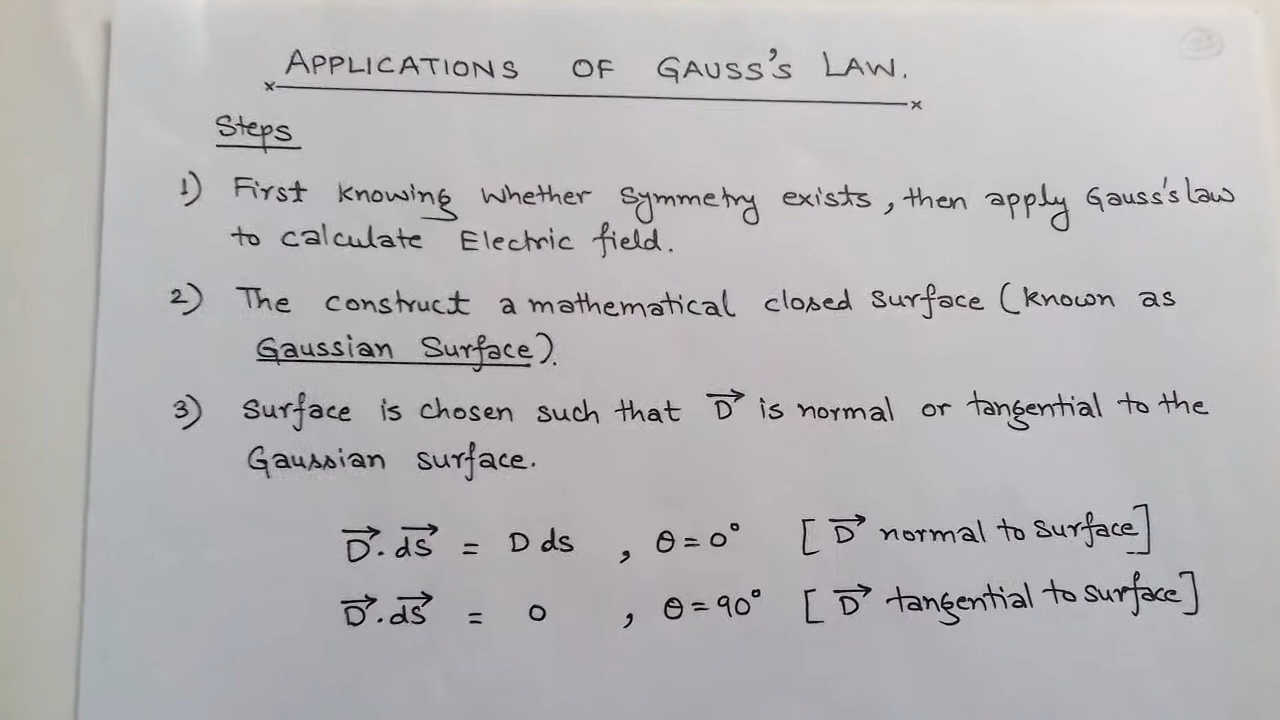 APPLICATIONS OF GAUSS'S LAW.
Steps
1) First knowing whether symmetry exists, then apply Gauss's law
to calculate Electric field.
2) The construct a mathematical closed surface (known as
Gaussian Surface).
3) Surface is chosen such that D⃗ is normal or tangential to the
Gaussian surface.
D⃗.ds⃗ = D ds , θ = 0° [D⃗ normal to surface]
D⃗.ds⃗ = 0 , θ = 90° [D⃗ tangential to surface]